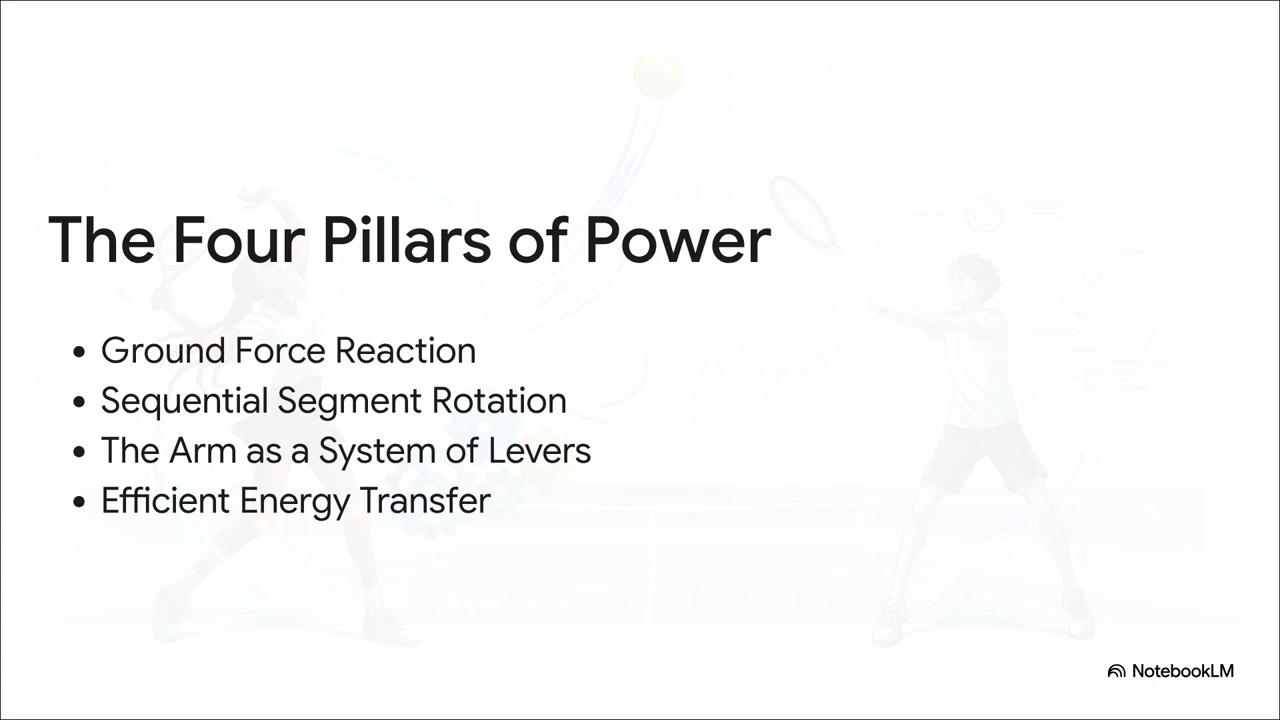 The Four Pillars of Power
• Ground Force Reaction
• Sequential Segment Rotation
• The Arm as a System of Levers
• Efficient Energy Transfer
NotebookLM